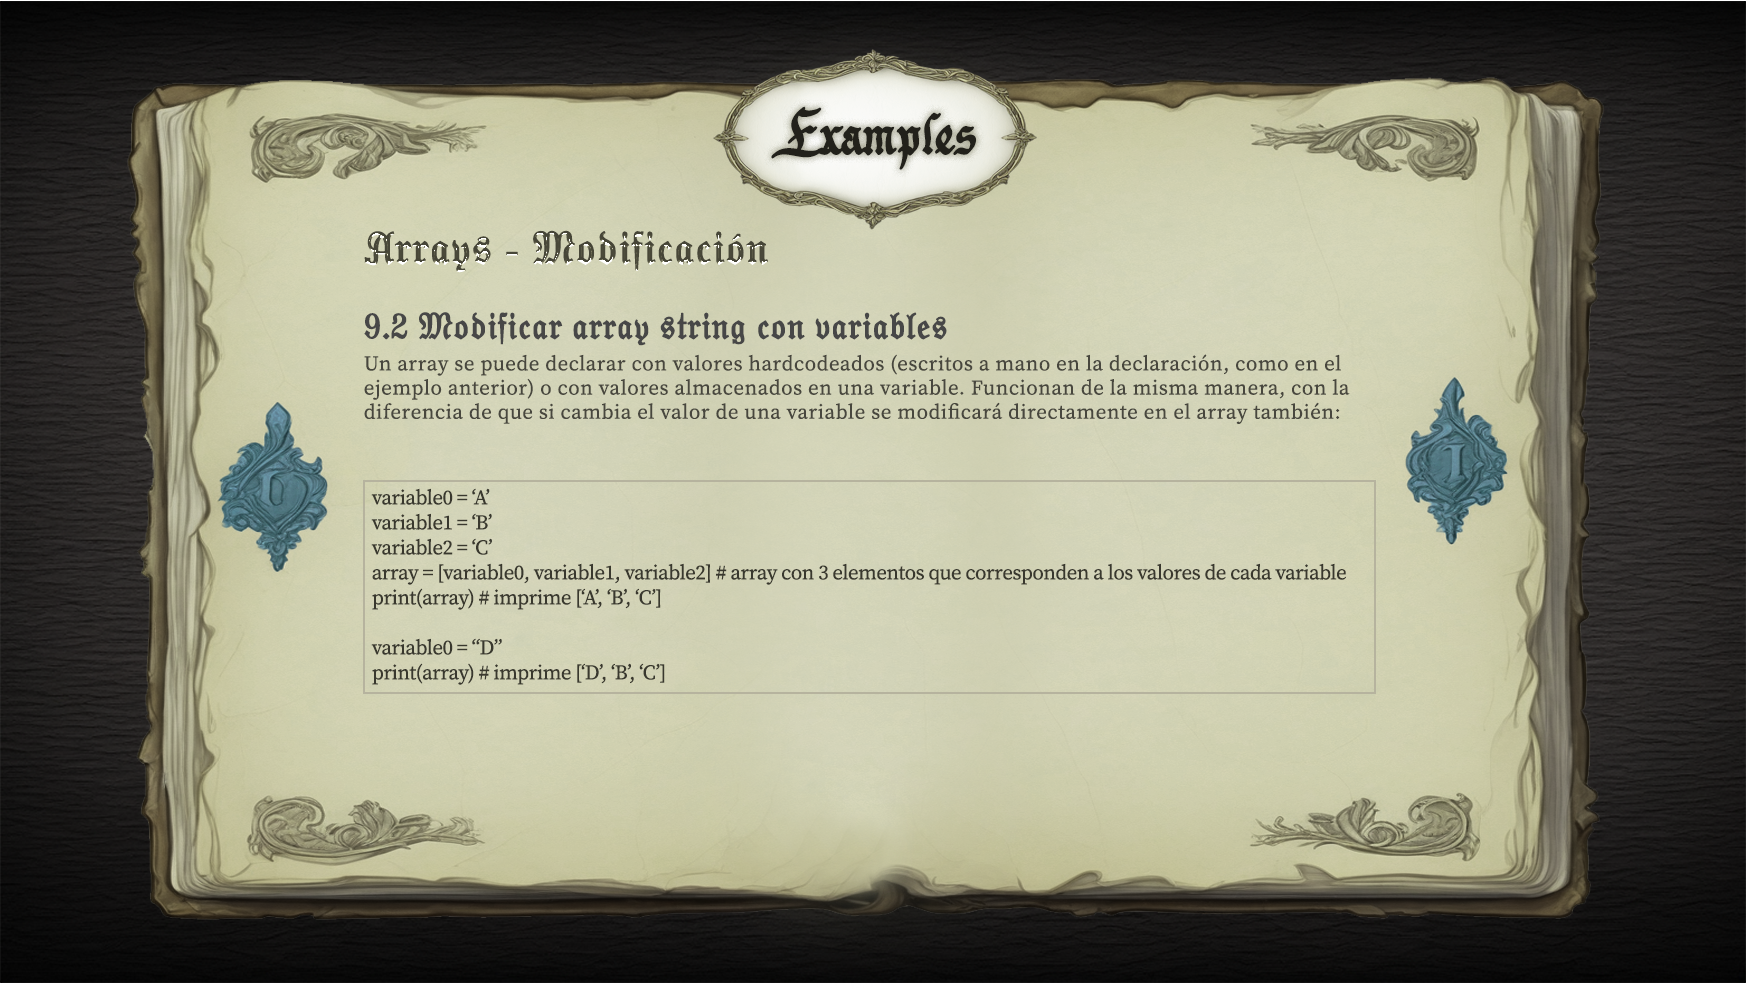 Examples
Arrays - Modificación
9.2 Modificar array string con variables
Un array se puede declarar con valores hardcodeados (escritos a mano en la declaración, como en el
ejemplo anterior) o con valores almacenados en una variable. Funcionan de la misma manera, con la
diferencia de que si cambia el valor de una variable se modificará directamente en el array también:
variable0 = ‘A’
variable1 = ‘B’
variable2 = ‘C’
array = [variable0, variable1, variable2] # array con 3 elementos que corresponden a los valores de cada variable
print(array) # imprime [‘A’, ‘B’, ‘C’]
variable0 = “D”
print(array) # imprime [‘D’, ‘B’, ‘C’]